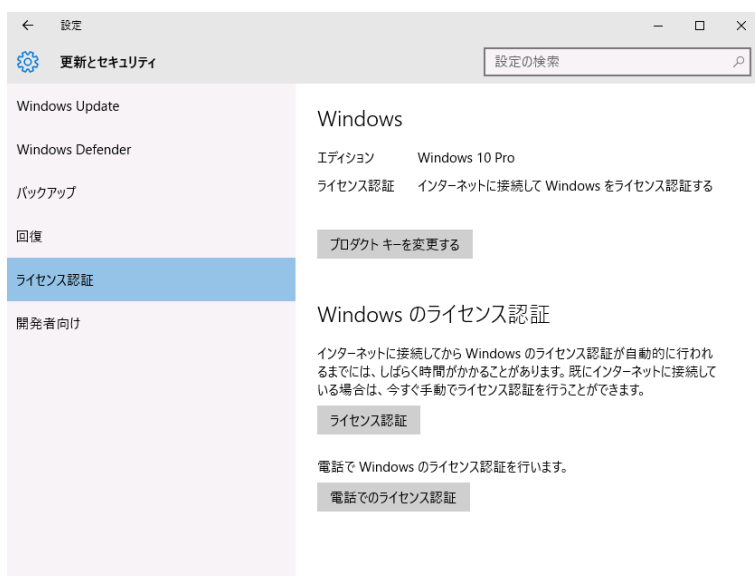 設定
更新とセキュリティ
設定の検索
Windows Update
Windows Defender
バックアップ
回復
ライセンス認証
開発者向け
Windows
エディション Windows 10 Pro
ライセンス認証 インターネットに接続して Windows をライセンス認証する
プロダクト キーを変更する
Windows のライセンス認証
インターネットに接続してから Windows のライセンス認証が自動的に行われ
るまでには、しばらく時間がかかることがあります。既にインターネットに接続して
いる場合は、今すぐ手動でライセンス認証を行うことができます。
ライセンス認証
電話で Windows のライセンス認証を行います。
電話でのライセンス認証